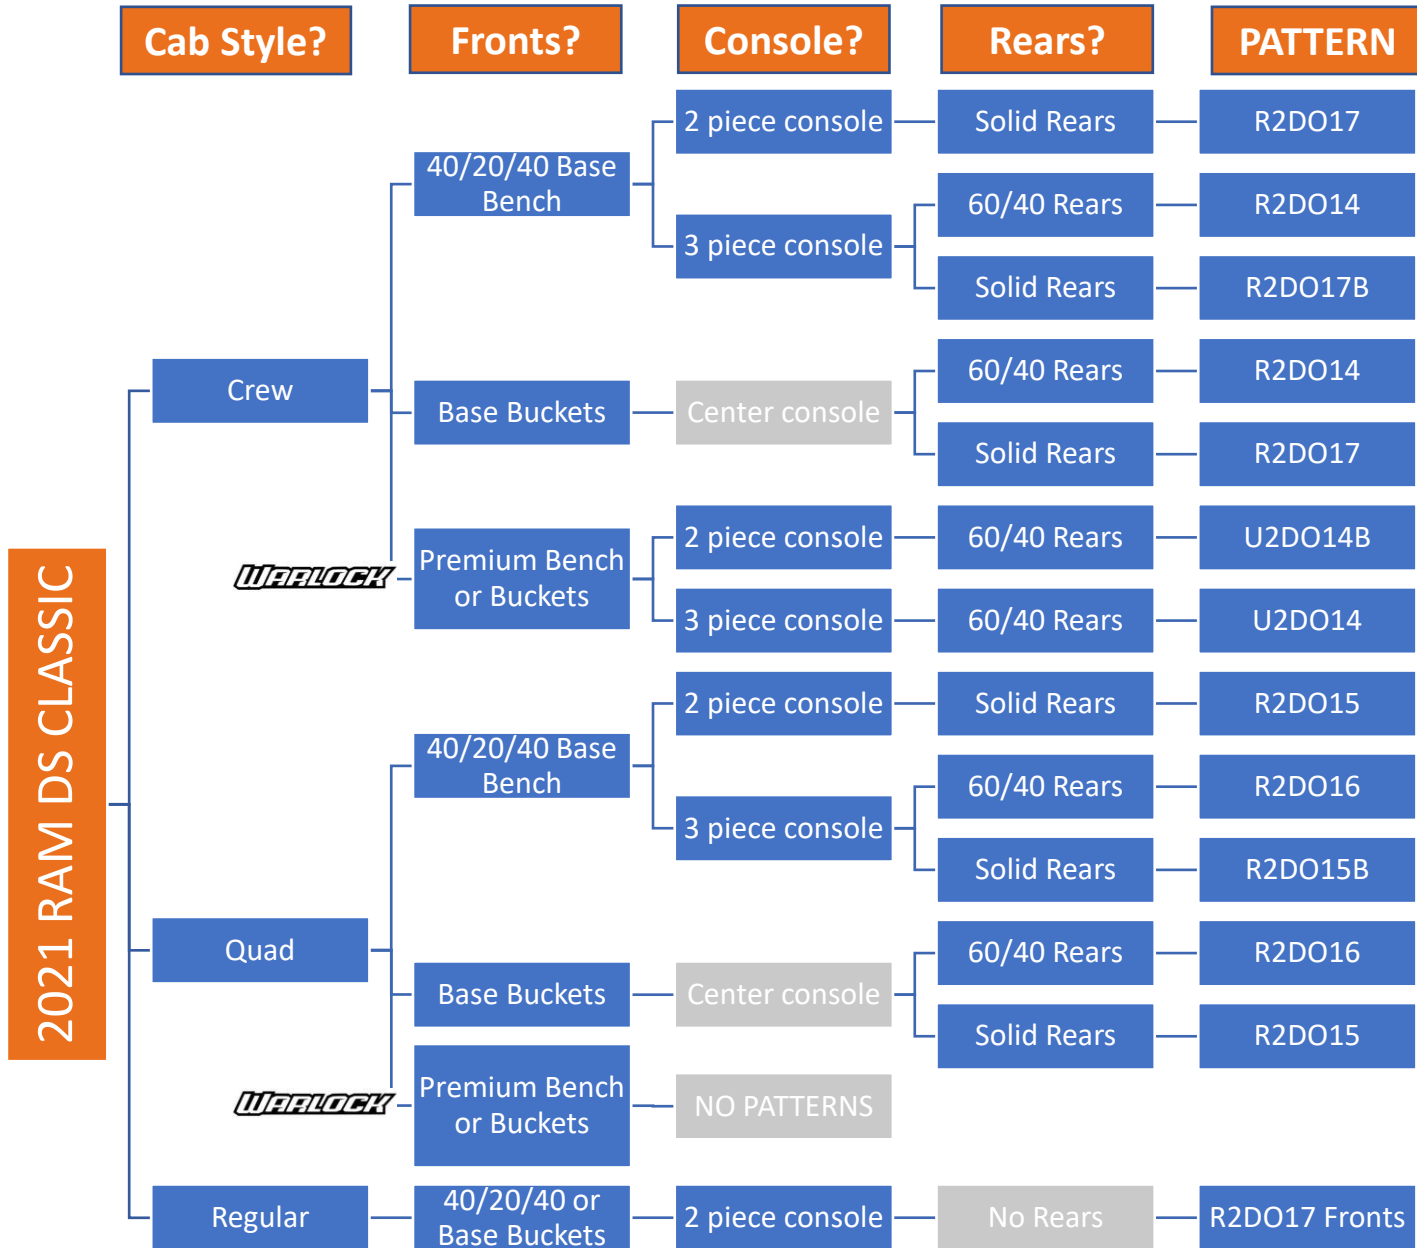 Cab Style?
Fronts?
Console?
Rears?
PATTERN
2021 RAM DS CLASSIC
Crew
40/20/40 Base
Bench
2 piece console
Solid Rears
R2DO17
3 piece console
60/40 Rears
R2DO14
Solid Rears
R2DO17B
Base Buckets
Center console
60/40 Rears
R2DO14
Solid Rears
R2DO17
WARLOCK
Premium Bench
or Buckets
2 piece console
60/40 Rears
U2DO14B
3 piece console
60/40 Rears
U2DO14
Quad
40/20/40 Base
Bench
2 piece console
Solid Rears
R2DO15
3 piece console
60/40 Rears
R2DO16
Solid Rears
R2DO15B
Base Buckets
Center console
60/40 Rears
R2DO16
Solid Rears
R2DO15
WARLOCK
Premium Bench
or Buckets
NO PATTERNS
Regular
40/20/40 or
Base Buckets
2 piece console
No Rears
R2DO17 Fronts